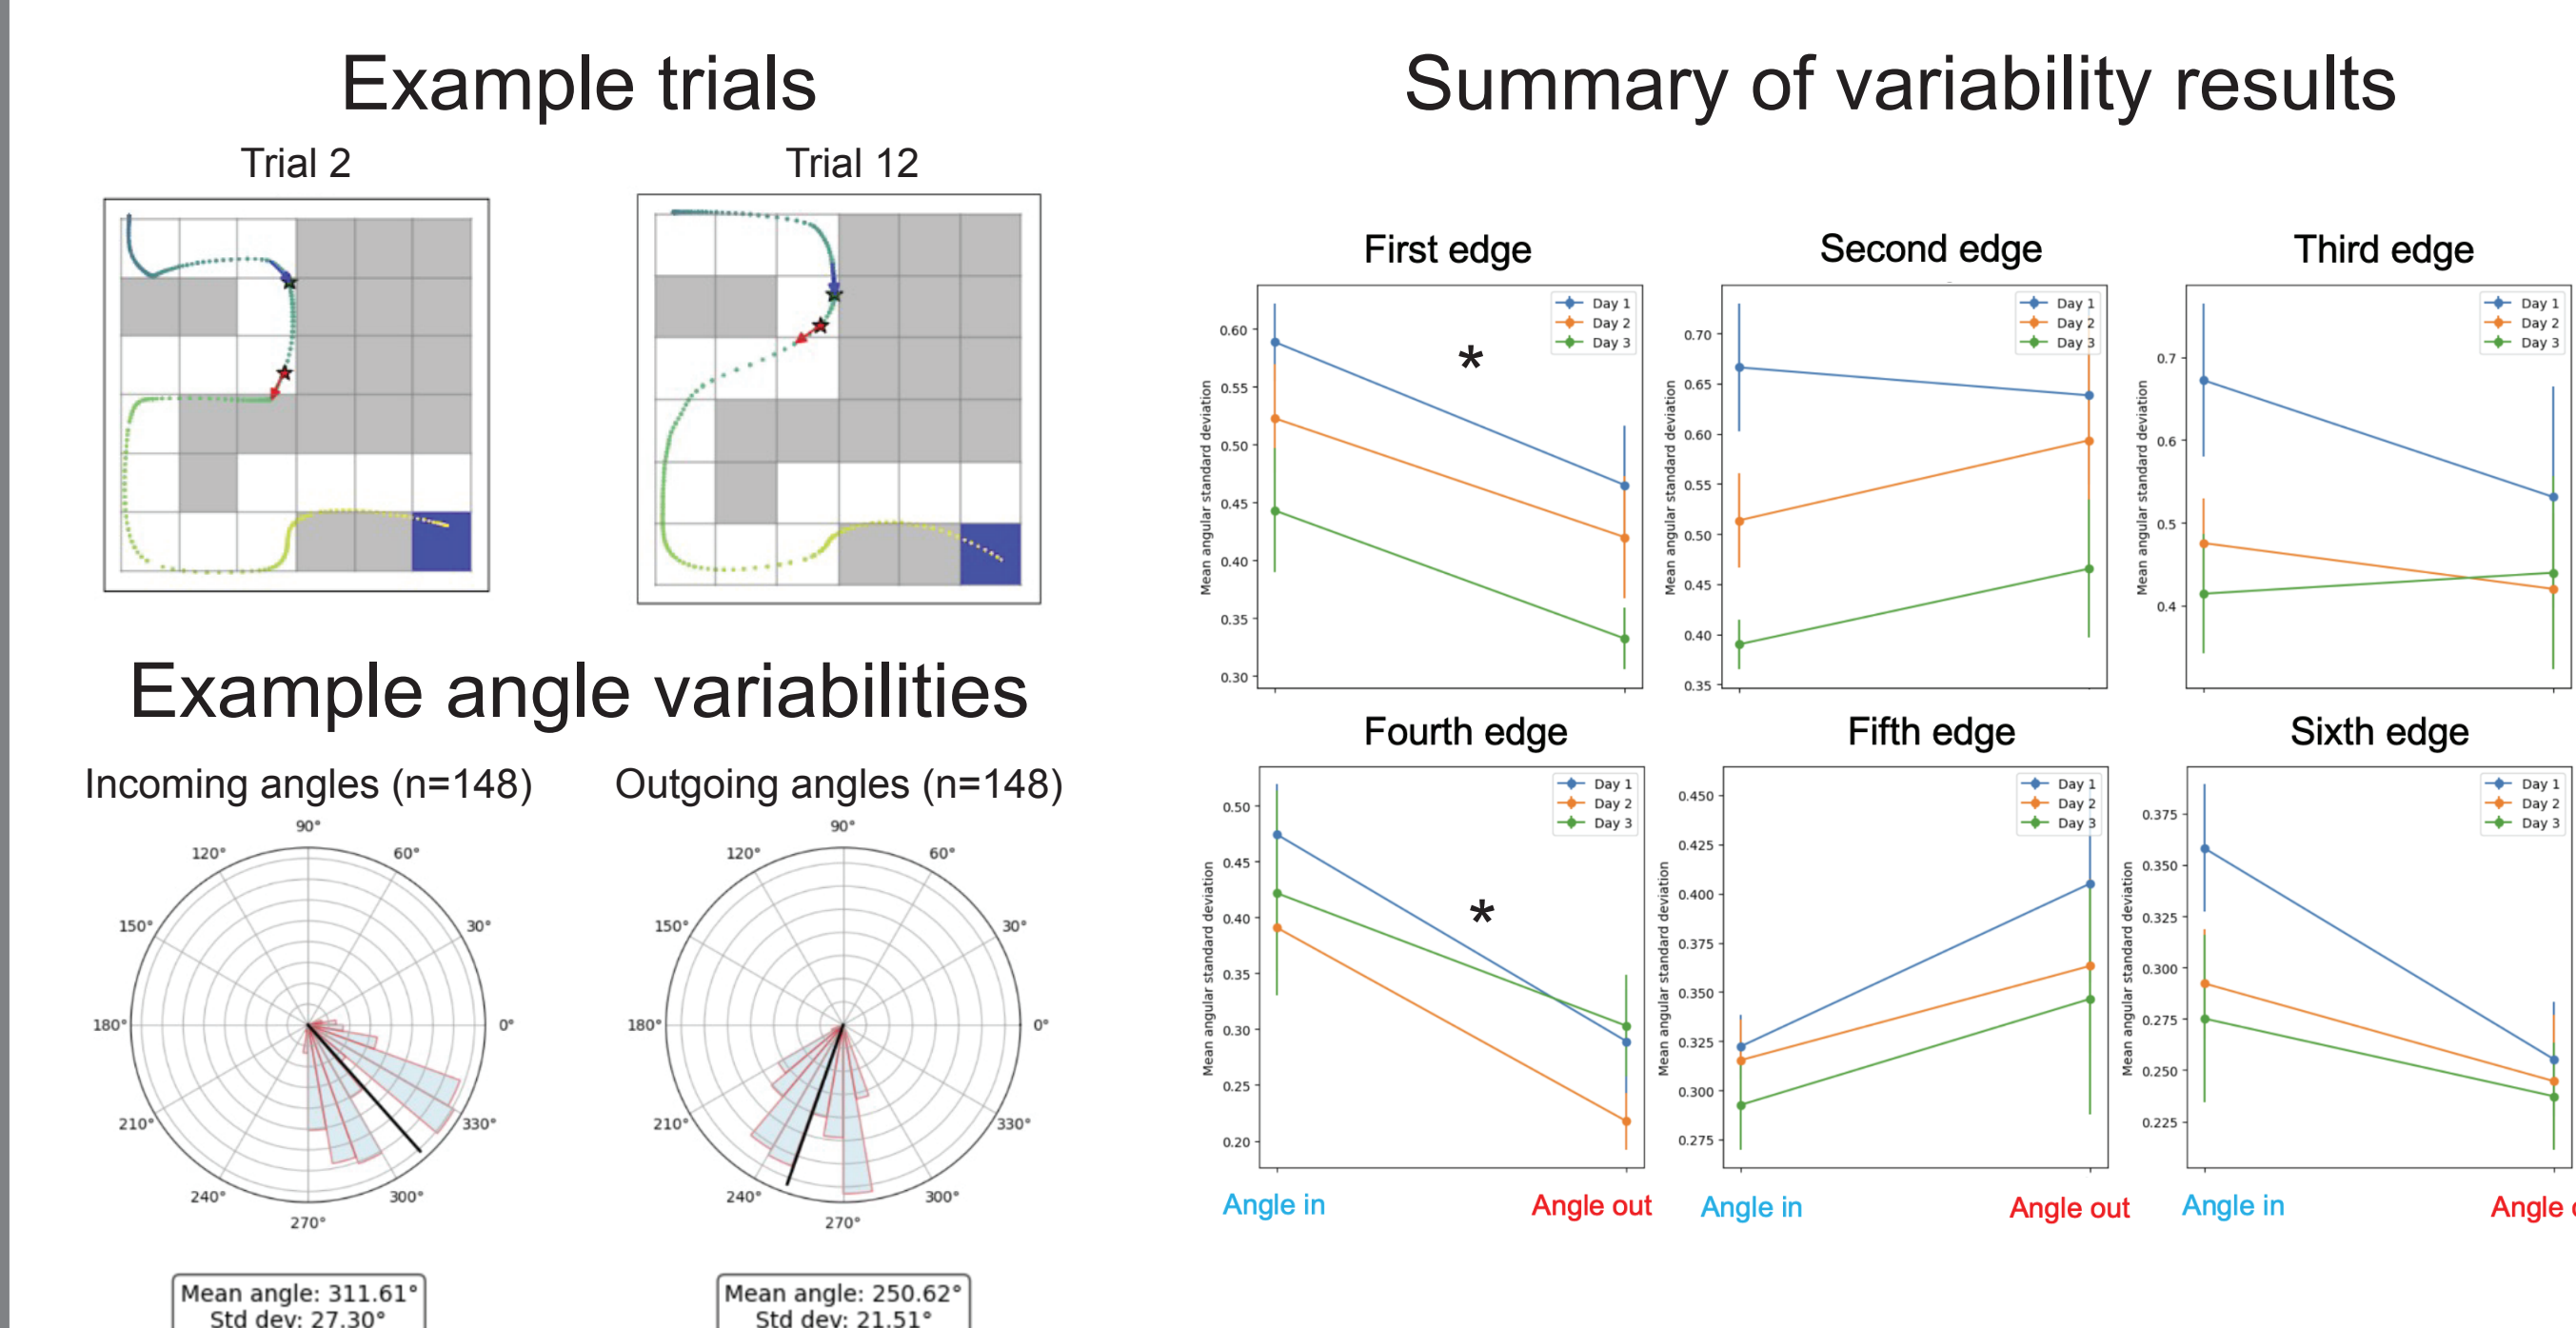 Example trials
Trial 2
Trial 12
Example angle variabilities
Incoming angles (n=148)
Outgoing angles (n=148)
90°
120°
60°
150°
30°
180°
0°
210°
330°
240°
300°
270°
90°
120°
60°
150°
30°
180°
0°
210°
330°
240°
300°
270°
Mean angle: 311.61°
Std dev: 27.30°
Mean angle: 250.62°
Std dev: 21.51°
Summary of variability results
First edge
Mean angular standard deviation
0.60
0.55
0.50
0.45
0.40
0.35
0.30
Day 1
Day 2
Day 3
*
Second edge
Mean angular standard deviation
0.70
0.65
0.60
0.55
0.50
0.45
0.40
0.35
Day 1
Day 2
Day 3
Third edge
Mean angular standard deviation
0.7
0.6
0.5
0.4
Day 1
Day 2
Day 3
Fourth edge
Mean angular standard deviation
0.50
0.45
0.40
0.35
0.30
0.25
0.20
Day 1
Day 2
Day 3
*
Angle in
Angle out
Fifth edge
Mean angular standard deviation
0.450
0.425
0.400
0.375
0.350
0.325
0.300
0.275
Day 1
Day 2
Day 3
Angle in
Angle out
Sixth edge
Mean angular standard deviation
0.375
0.350
0.325
0.300
0.275
0.250
0.225
Day 1
Day 2
Day 3
Angle in
Angle